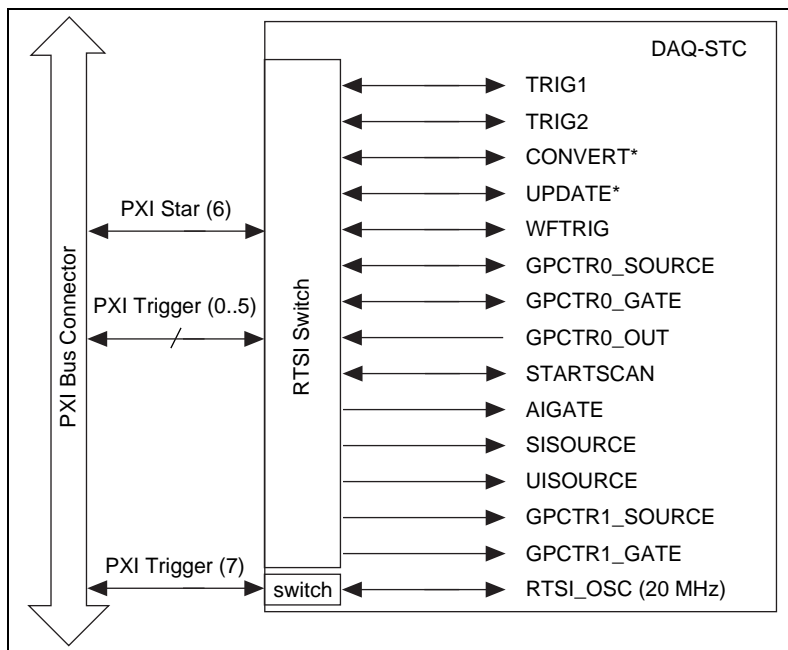 DAQ-STC
PXI Bus Connector
PXI Star (6)
PXI Trigger (0..5)
PXI Trigger (7)
RTSI Switch
switch
TRIG1
TRIG2
CONVERT*
UPDATE*
WFTRIG
GPCTR0_SOURCE
GPCTR0_GATE
GPCTR0_OUT
STARTSCAN
AIGATE
SISOURCE
UISOURCE
GPCTR1_SOURCE
GPCTR1_GATE
RTSI_OSC (20 MHz)